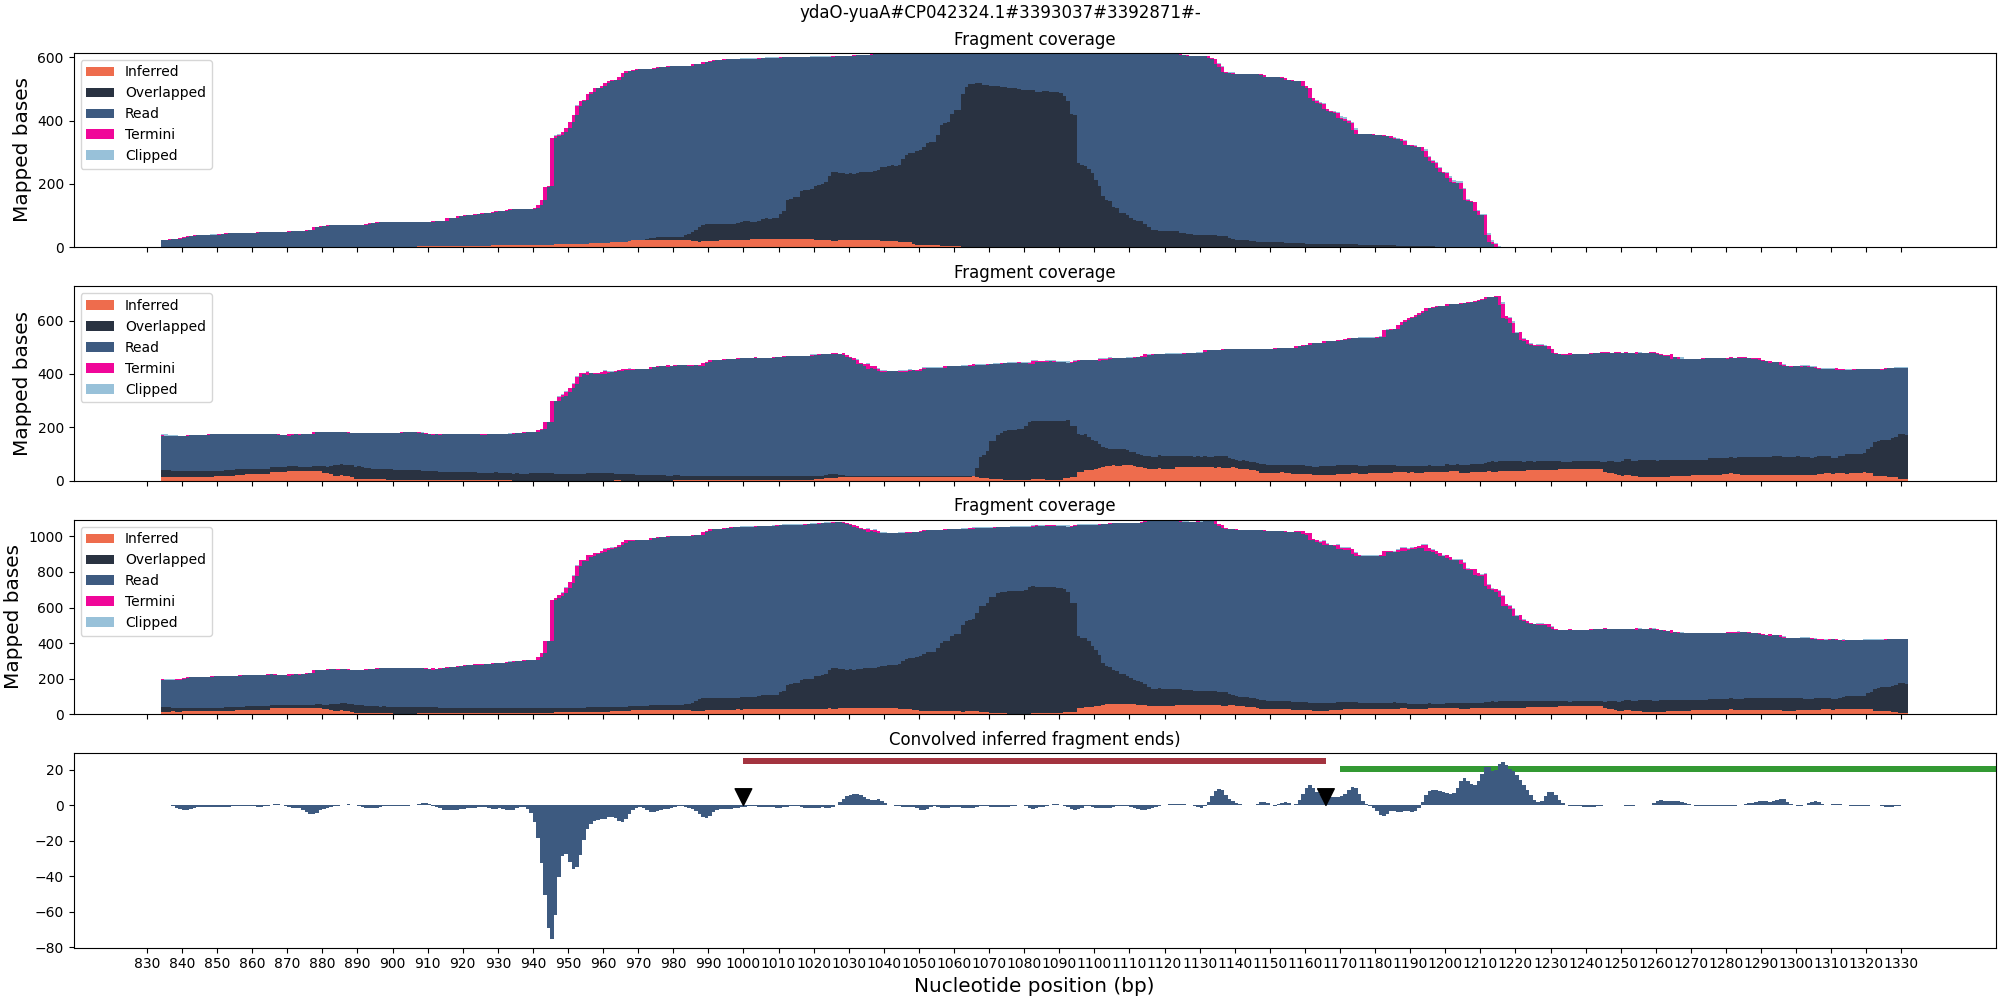 ydaO-yuaA#CP042324.1#3393037#3392871#-
Fragment coverage
Mapped bases
600
400
200
0
Inferred
Overlapped
Read
Termini
Clipped
Fragment coverage
Mapped bases
600
400
200
0
Inferred
Overlapped
Read
Termini
Clipped
Fragment coverage
Mapped bases
1000
800
600
400
200
0
Inferred
Overlapped
Read
Termini
Clipped
Convolved inferred fragment ends)
20
0
−20
−40
−60
−80
830 840 850 860 870 880 890 900 910 920 930 940 950 960 970 980 990 1000 1010 1020 1030 1040 1050 1060 1070 1080 1090 1100 1110 1120 1130 1140 1150 1160 1170 1180 1190 1200 1210 1220 1230 1240 1250 1260 1270 1280 1290 1300 1310 1320 1330
Nucleotide position (bp)